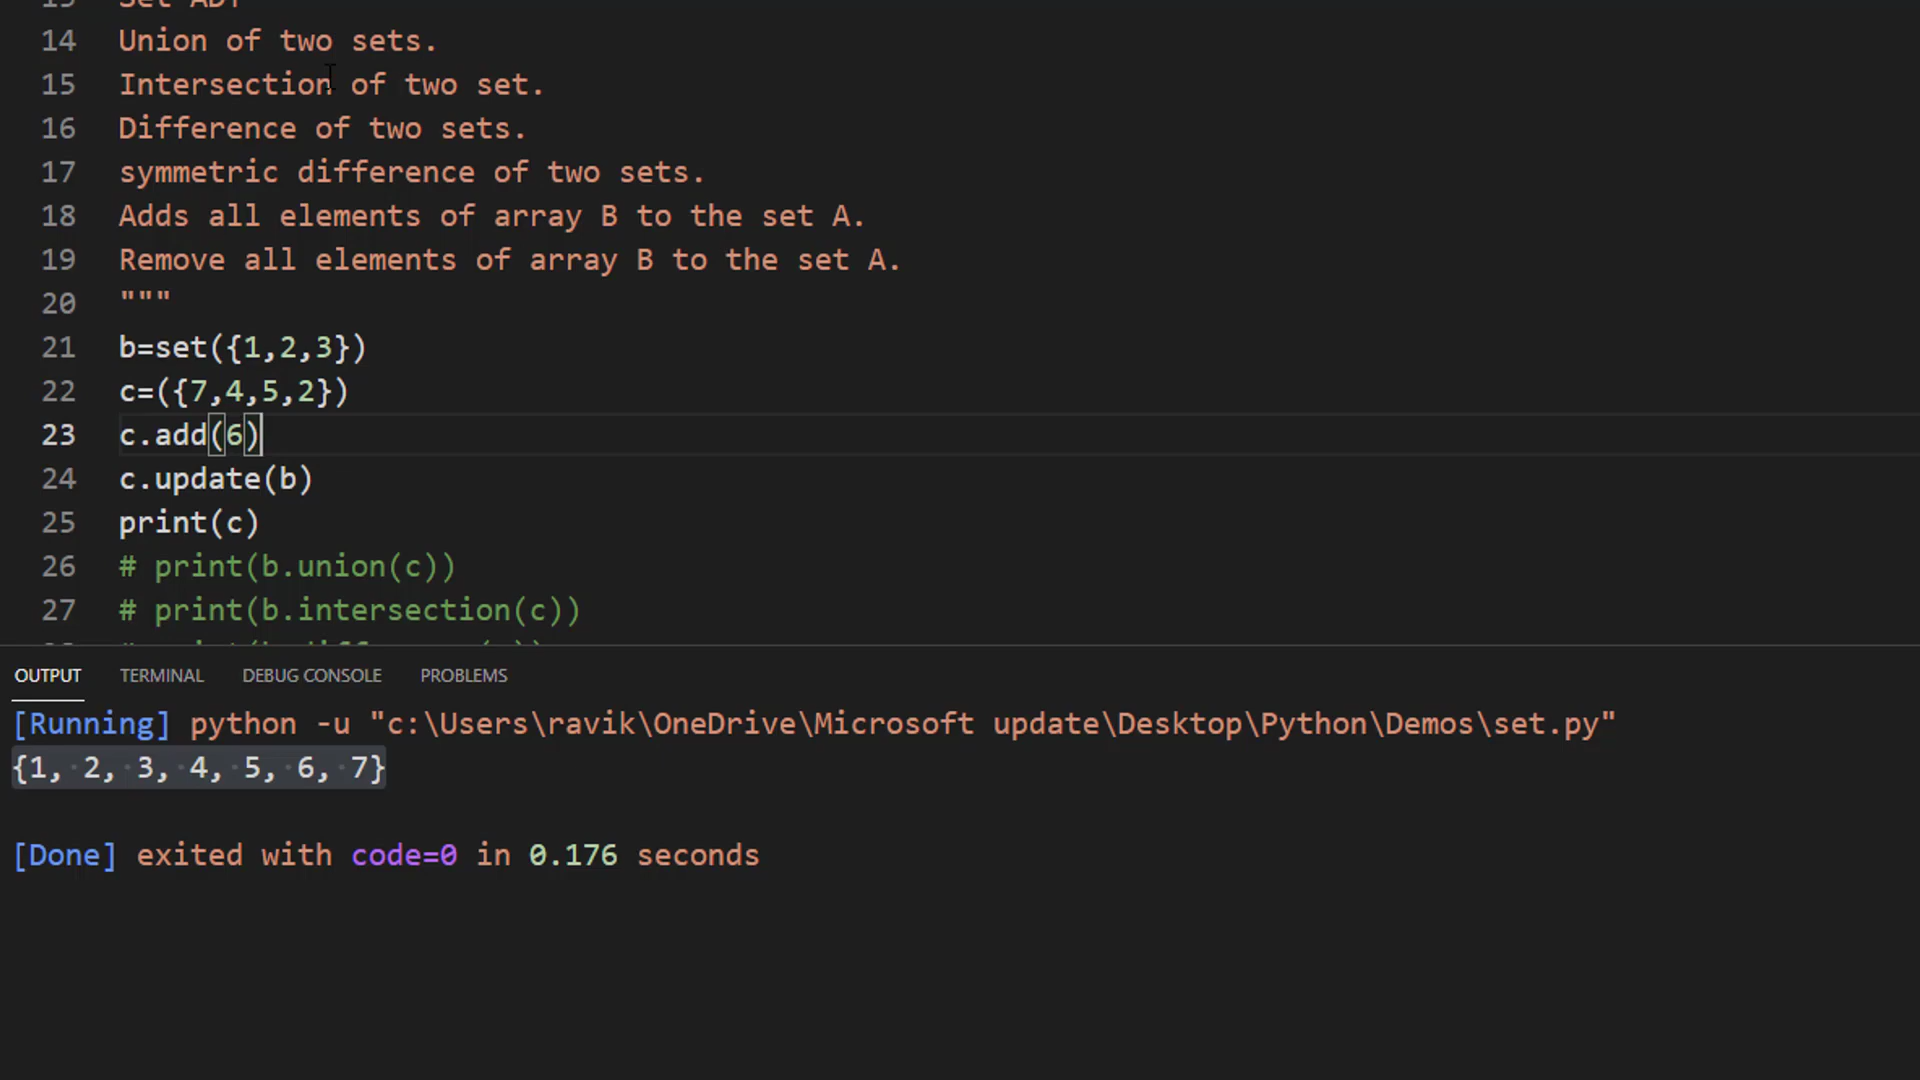 13 Set ADT
14 Union of two sets.
15 Intersection of two set.
16 Difference of two sets.
17 symmetric difference of two sets.
18 Adds all elements of array B to the set A.
19 Remove all elements of array B to the set A.
20 """
21 b=set({1,2,3})
22 c=({7,4,5,2})
23 c.add(6)
24 c.update(b)
25 print(c)
26 # print(b.union(c))
27 # print(b.intersection(c))
OUTPUT TERMINAL DEBUG CONSOLE PROBLEMS
[Running] python -u "c:\Users\ravik\OneDrive\Microsoft update\Desktop\Python\Demos\set.py"
{1, 2, 3, 4, 5, 6, 7}
[Done] exited with code=0 in 0.176 seconds